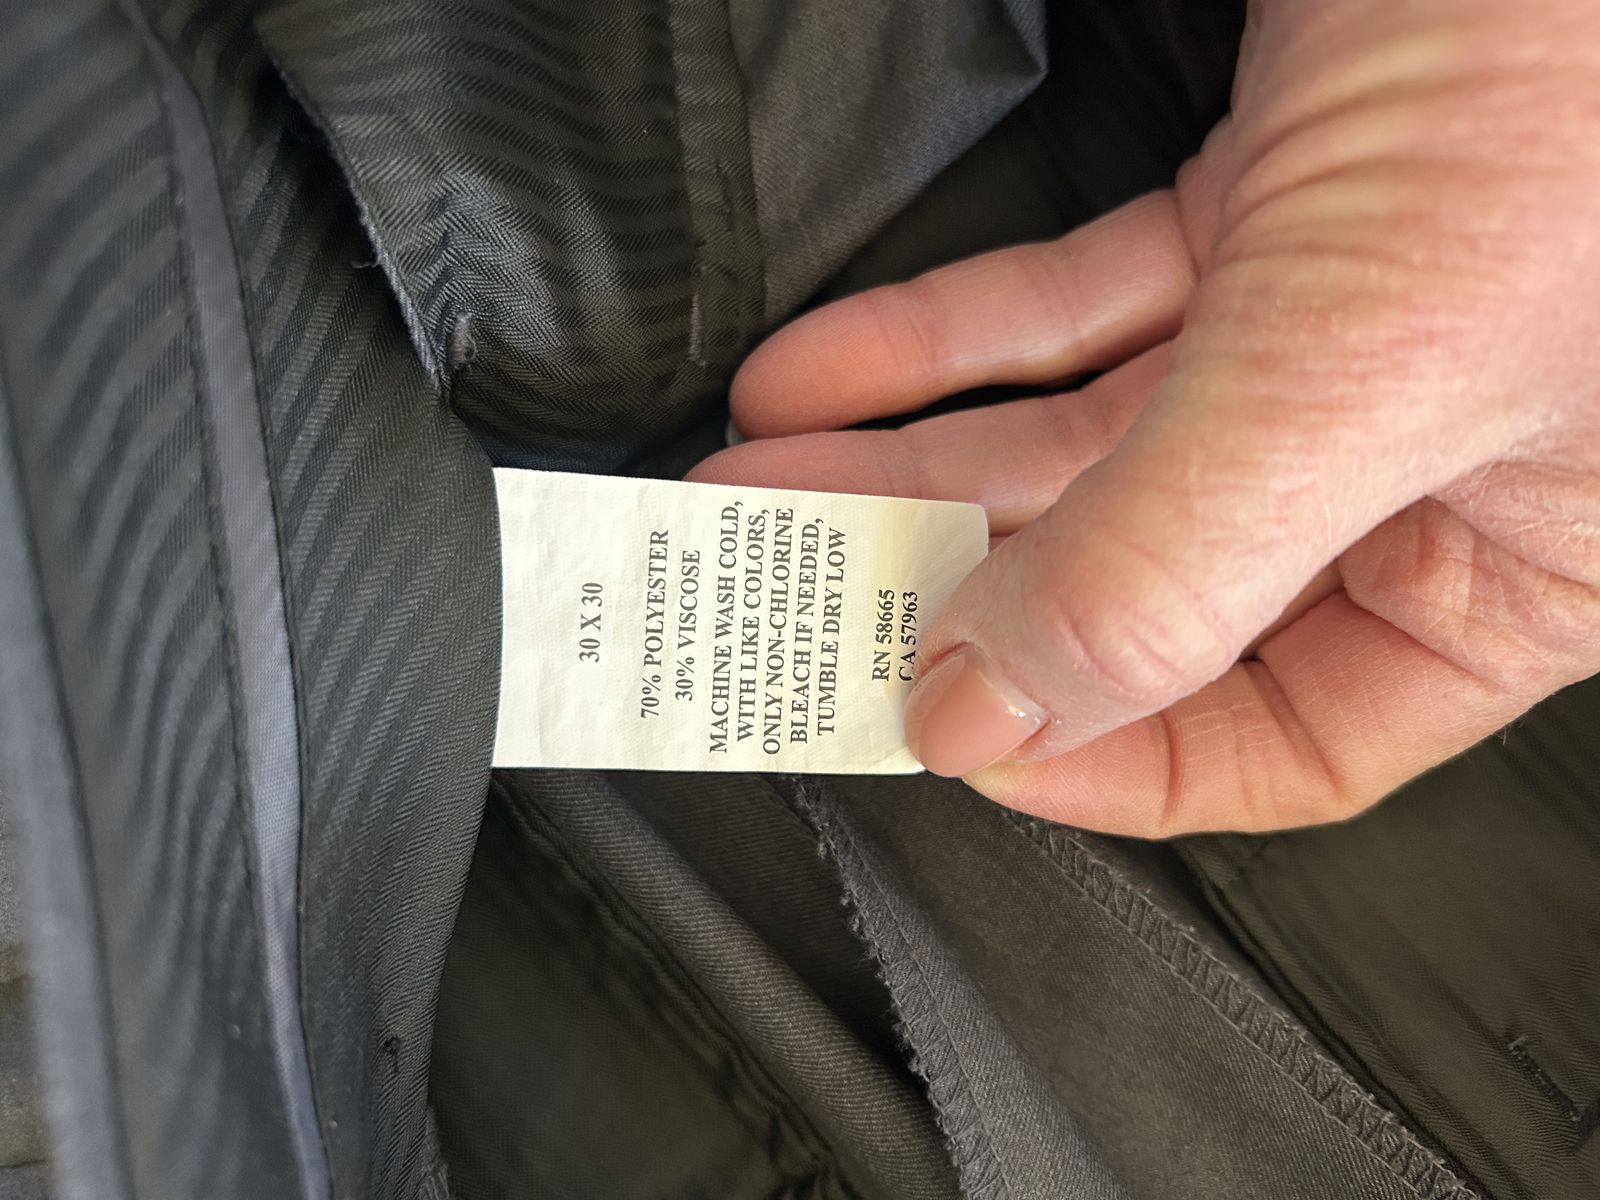 30 X 30
70% POLYESTER
30% VISCOSE
MACHINE WASH COLD,
WITH LIKE COLORS,
ONLY NON-CHLORINE
BLEACH IF NEEDED,
TUMBLE DRY LOW
RN 58665
CA 57963